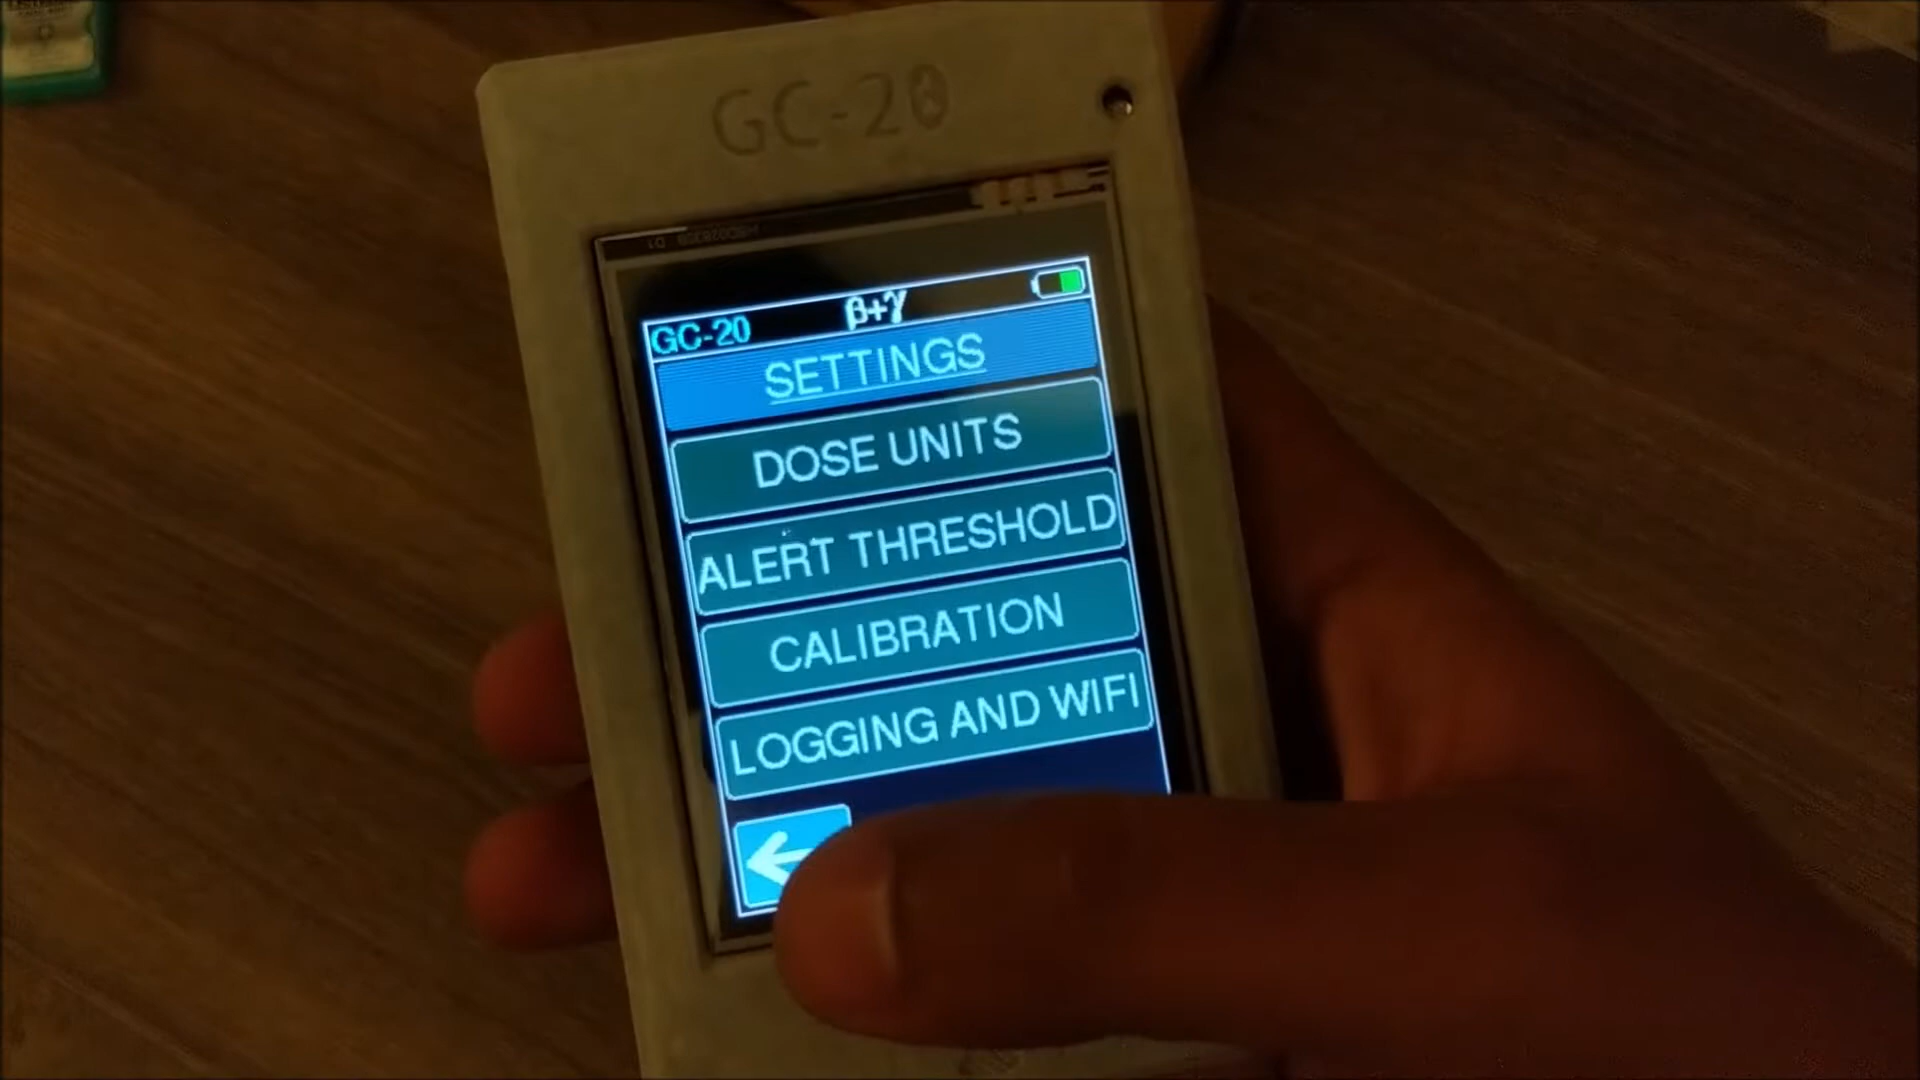 GC-20
GC-20 β+γ
SETTINGS
DOSE UNITS
ALERT THRESHOLD
CALIBRATION
LOGGING AND WIFI